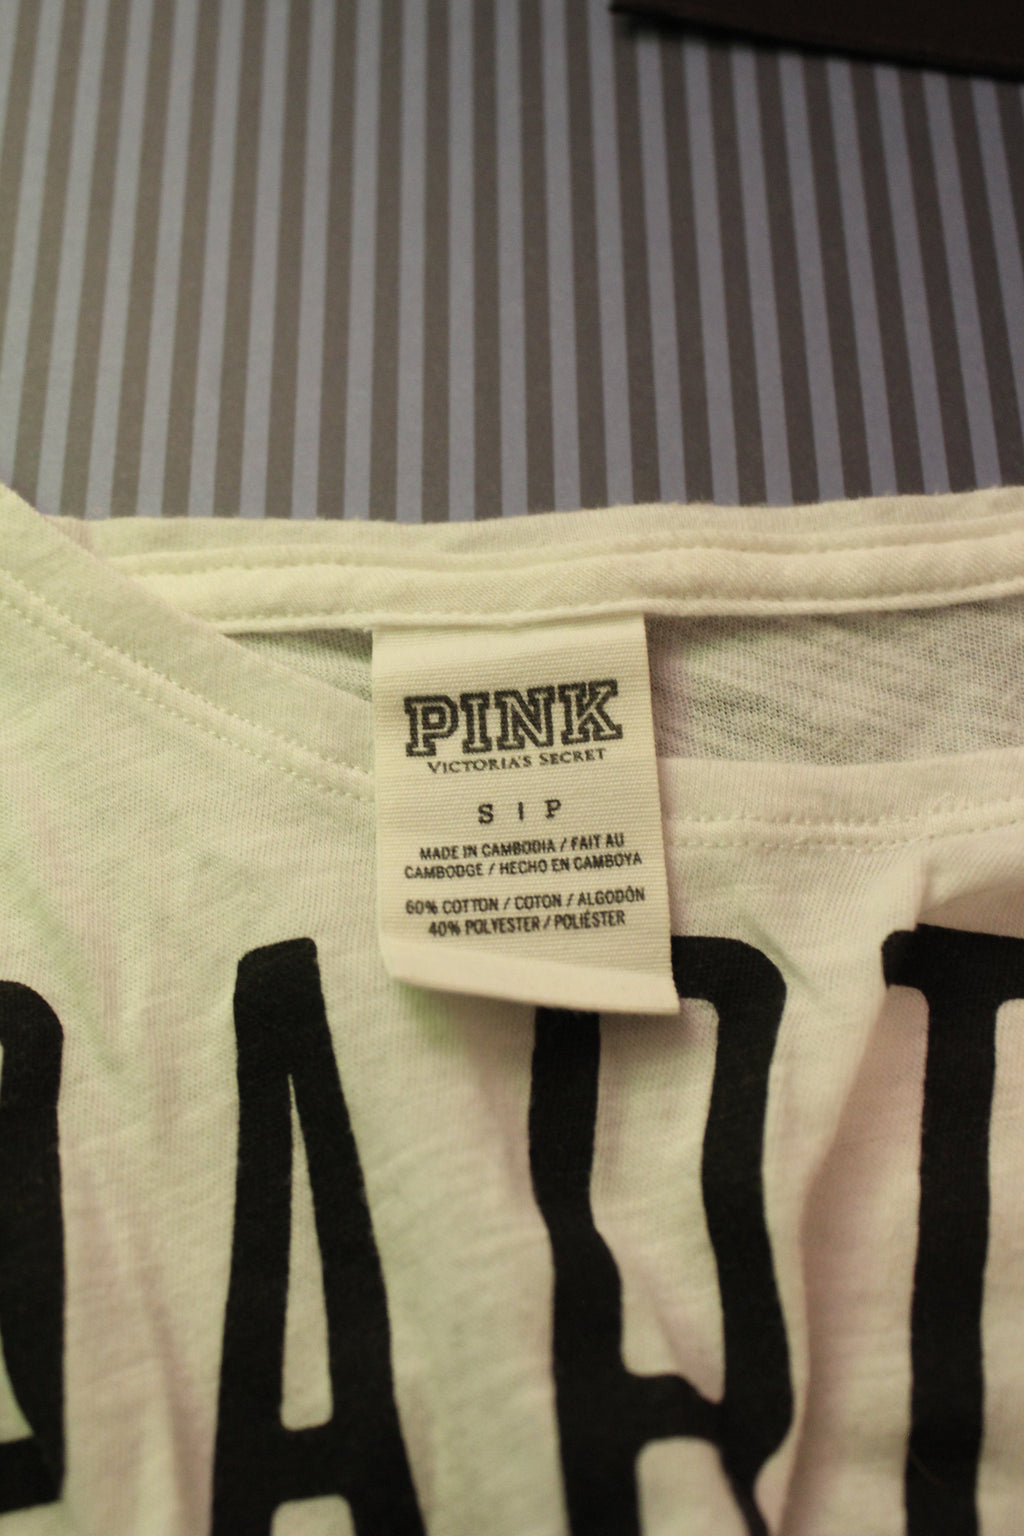 PINK
VICTORIA'S SECRET
S | P
MADE IN CAMBODIA / FAIT AU
CAMBODGE / HECHO EN CAMBOYA
60% COTTON / COTON / ALGODÓN
40% POLYESTER / POLIÉSTER
ART